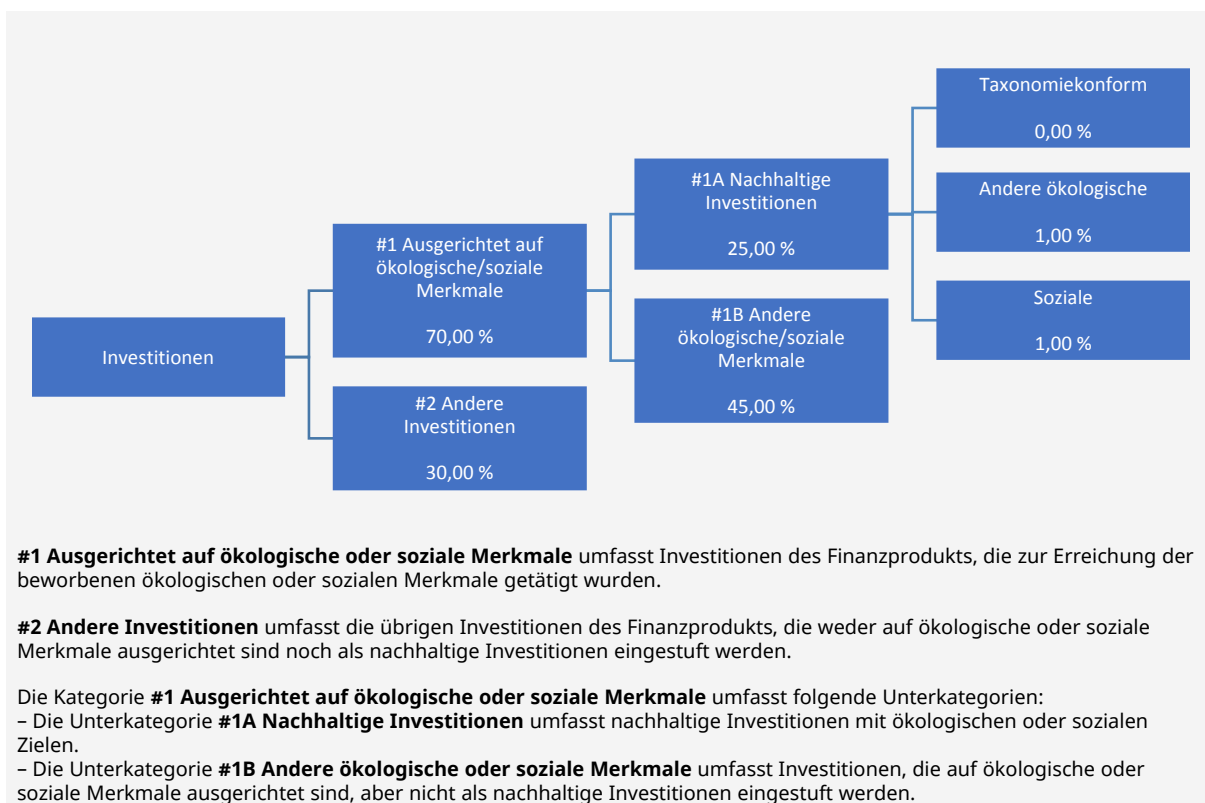 Investitionen
#1 Ausgerichtet auf
ökologische/soziale
Merkmale
70,00 %
#2 Andere
Investitionen
30,00 %
#1A Nachhaltige
Investitionen
25,00 %
#1B Andere
ökologische/soziale
Merkmale
45,00 %
Taxonomiekonform
0,00 %
Andere ökologische
1,00 %
Soziale
1,00 %
#1 Ausgerichtet auf ökologische oder soziale Merkmale umfasst Investitionen des Finanzprodukts, die zur Erreichung der
beworbenen ökologischen oder sozialen Merkmale getätigt wurden.
#2 Andere Investitionen umfasst die übrigen Investitionen des Finanzprodukts, die weder auf ökologische oder soziale
Merkmale ausgerichtet sind noch als nachhaltige Investitionen eingestuft werden.
Die Kategorie #1 Ausgerichtet auf ökologische oder soziale Merkmale umfasst folgende Unterkategorien:
– Die Unterkategorie #1A Nachhaltige Investitionen umfasst nachhaltige Investitionen mit ökologischen oder sozialen
Zielen.
– Die Unterkategorie #1B Andere ökologische oder soziale Merkmale umfasst Investitionen, die auf ökologische oder
soziale Merkmale ausgerichtet sind, aber nicht als nachhaltige Investitionen eingestuft werden.